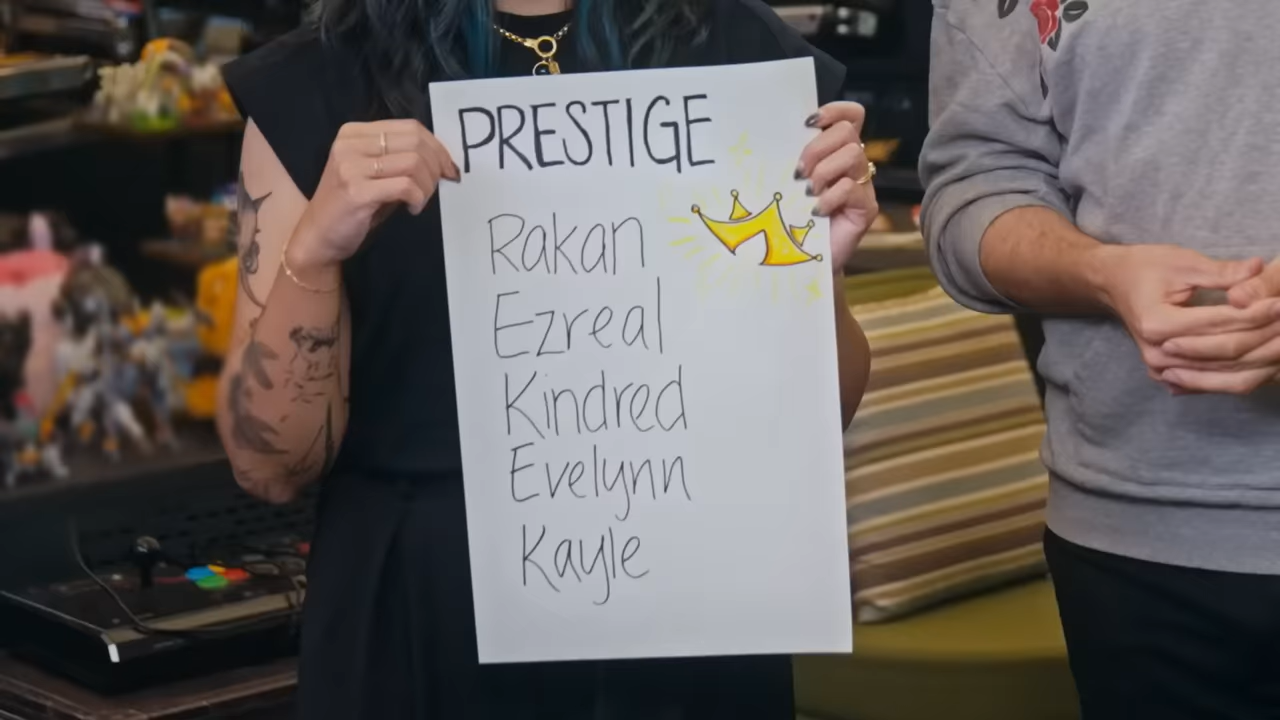 PRESTIGE
Rakan
Ezreal
Kindred
Evelynn
Kayle